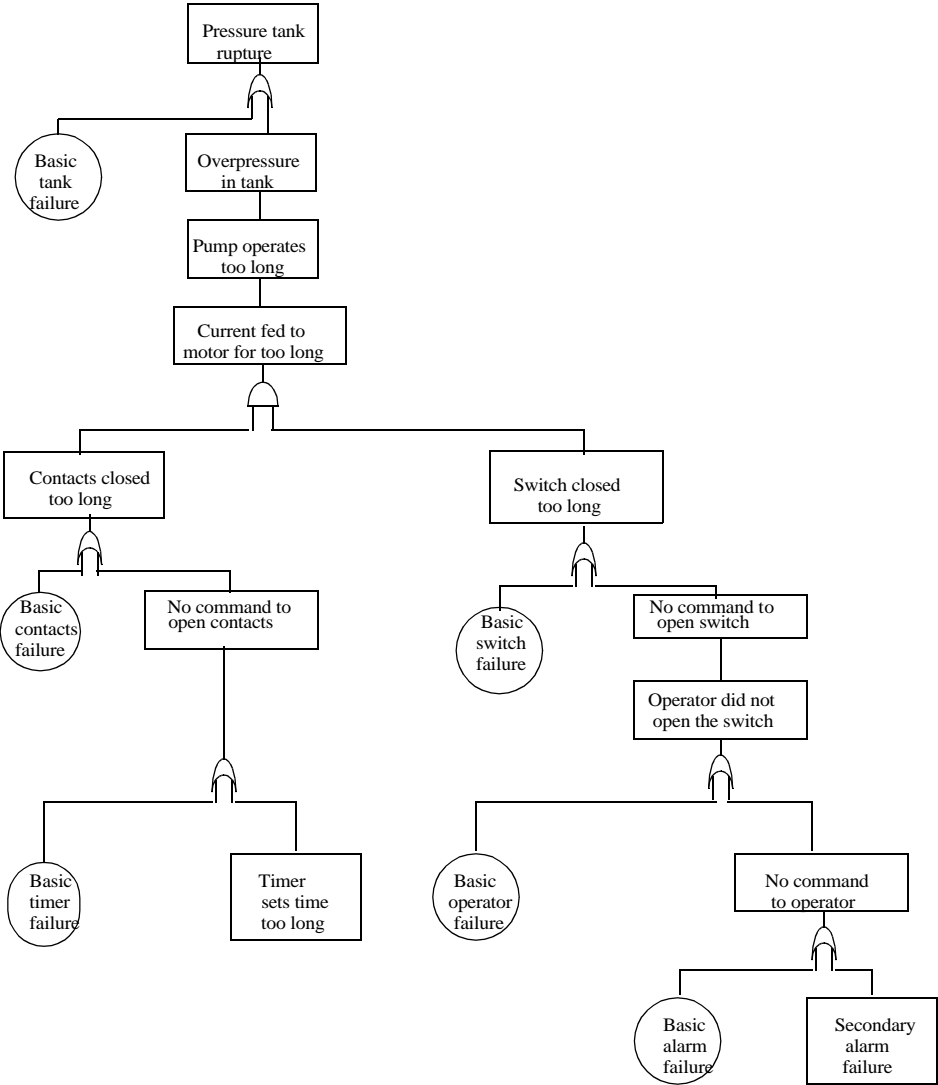 Pressure tank
rupture
Basic
tank
failure
Overpressure
in tank
Pump operates
too long
Current fed to
motor for too long
Contacts closed
too long
Switch closed
too long
Basic
contacts
failure
No command to
open contacts
Basic
switch
failure
No command to
open switch
Operator did not
open the switch
Basic
timer
failure
Timer
sets time
too long
Basic
operator
failure
No command
to operator
Basic
alarm
failure
Secondary
alarm
failure